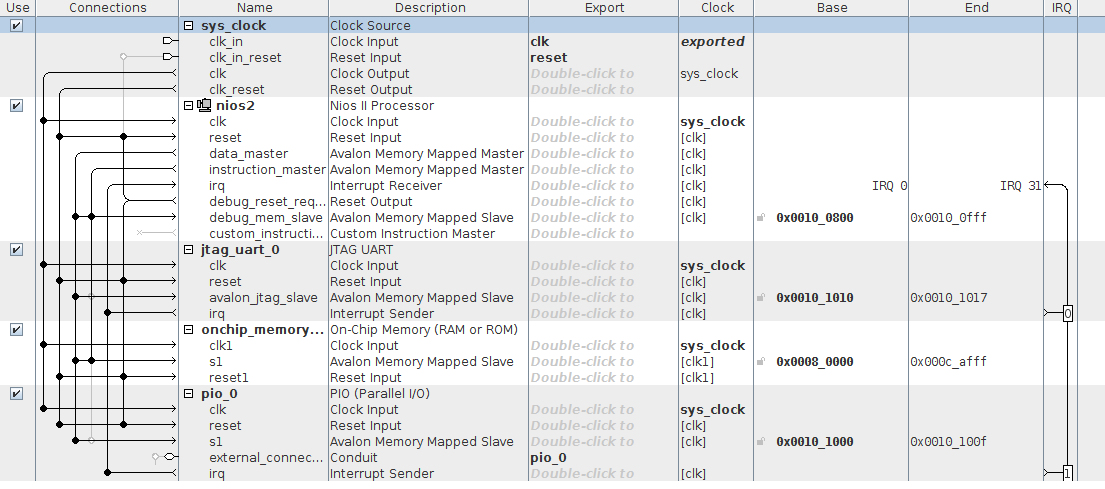 Use Connections Name Description Export Clock Base End IRQ
sys_clock Clock Source
clk_in Clock Input clk exported
clk_in_reset Reset Input reset
clk Clock Output Double-click to sys_clock
clk_reset Reset Output Double-click to
nios2 Nios II Processor
clk Clock Input Double-click to sys_clock
reset Reset Input Double-click to [clk]
data_master Avalon Memory Mapped Master Double-click to [clk]
instruction_master Avalon Memory Mapped Master Double-click to [clk]
irq Interrupt Receiver Double-click to [clk] IRQ 0 IRQ 31
debug_reset_req... Reset Output Double-click to [clk]
debug_mem_slave Avalon Memory Mapped Slave Double-click to [clk] 0x0010_0800 0x0010_0fff
custom_instructi... Custom Instruction Master Double-click to
jtag_uart_0 JTAG UART
clk Clock Input Double-click to sys_clock
reset Reset Input Double-click to [clk]
avalon_jtag_slave Avalon Memory Mapped Slave Double-click to [clk] 0x0010_1010 0x0010_1017
irq Interrupt Sender Double-click to [clk] 0
onchip_memory... On-Chip Memory (RAM or ROM)
clk1 Clock Input Double-click to sys_clock
s1 Avalon Memory Mapped Slave Double-click to [clk1] 0x0008_0000 0x000c_afff
reset1 Reset Input Double-click to [clk1]
pio_0 PIO (Parallel I/O)
clk Clock Input Double-click to sys_clock
reset Reset Input Double-click to [clk]
s1 Avalon Memory Mapped Slave Double-click to [clk] 0x0010_1000 0x0010_100f
external_connec... Conduit pio_0
irq Interrupt Sender Double-click to [clk] 1